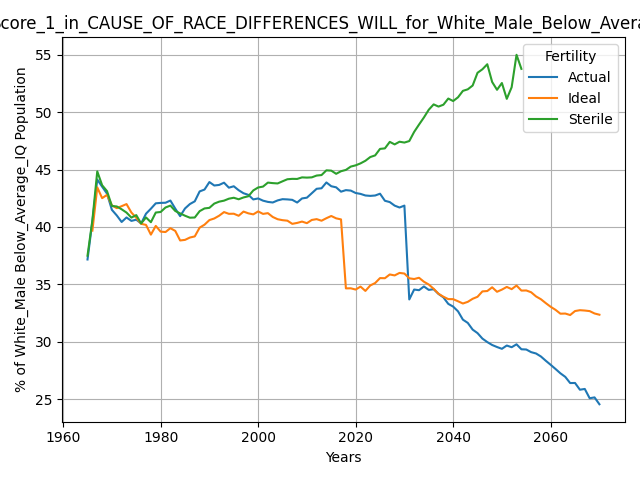 core_1_in_CAUSE_OF_RACE_DIFFERENCES_WILL_for_White_Male_Below_Avera
% of White_Male Below_Average_IQ Population
55
50
45
40
35
30
25
Fertility
Actual
Ideal
Sterile
1960 1980 2000 2020 2040 2060
Years